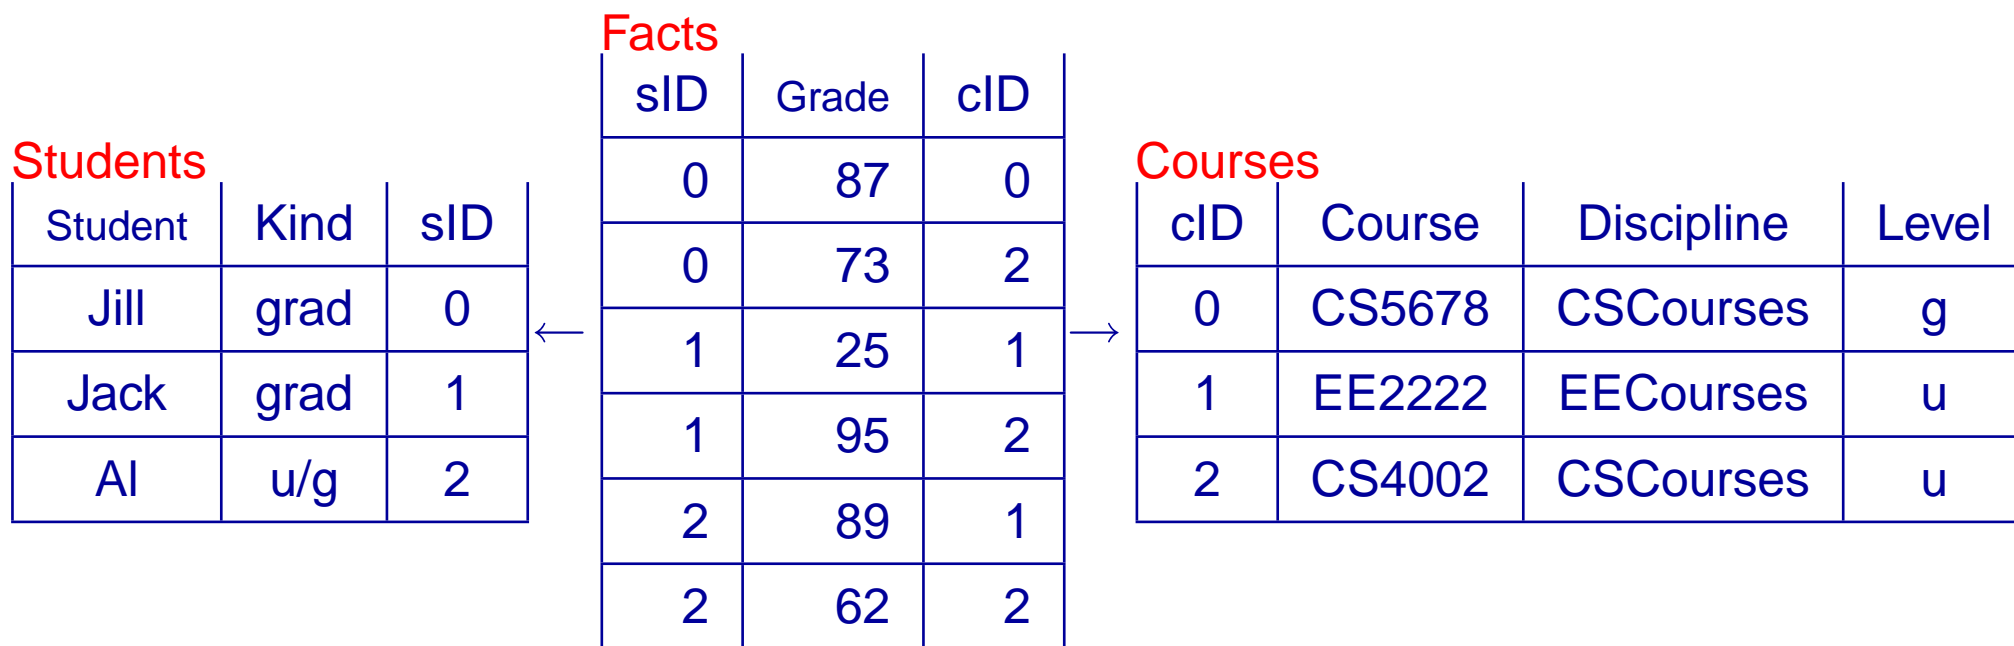 Facts
sID Grade cID
0 87 0
0 73 2
1 25 1
1 95 2
2 89 1
2 62 2
Students
Student Kind sID
Jill grad 0
Jack grad 1
Al u/g 2
←
→
Courses
cID Course Discipline Level
0 CS5678 CSCourses g
1 EE2222 EECourses u
2 CS4002 CSCourses u